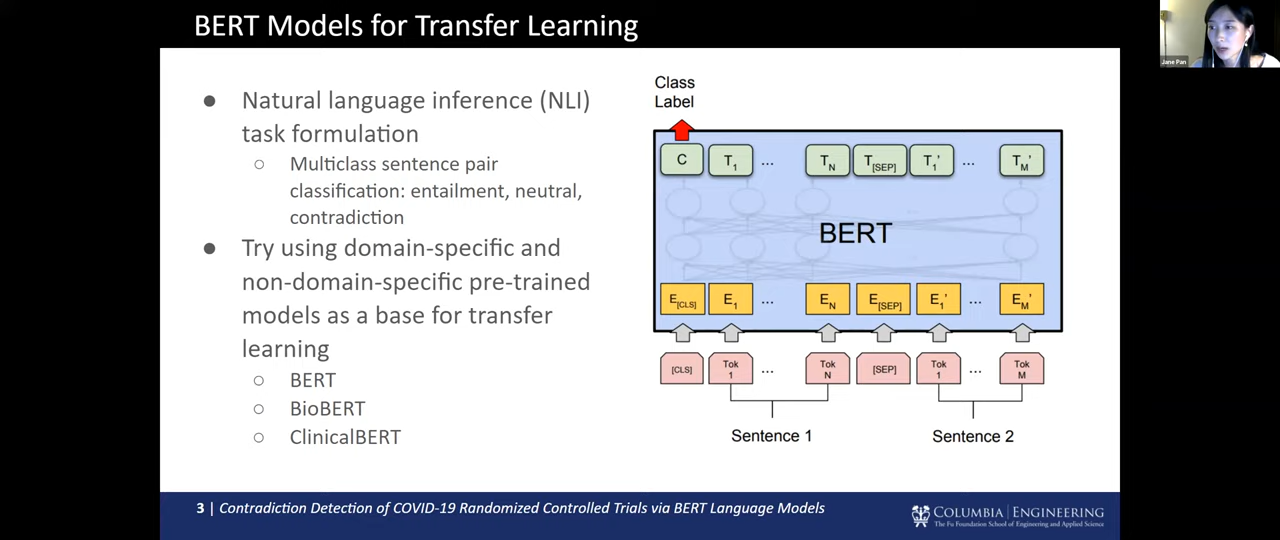 BERT Models for Transfer Learning
Jane Pan
● Natural language inference (NLI)
task formulation
○ Multiclass sentence pair
classification: entailment, neutral,
contradiction
● Try using domain-specific and
non-domain-specific pre-trained
models as a base for transfer
learning
○ BERT
○ BioBERT
○ ClinicalBERT
Class
Label
C T1 ... TN T[SEP] T1' ... TM'
BERT
E[CLS] E1 ... EN E[SEP] E1' ... EM'
[CLS] Tok 1 ... Tok N [SEP] Tok 1 ... Tok M
Sentence 1 Sentence 2
3 | Contradiction Detection of COVID-19 Randomized Controlled Trials via BERT Language Models
COLUMBIA | ENGINEERING
The Fu Foundation School of Engineering and Applied Science